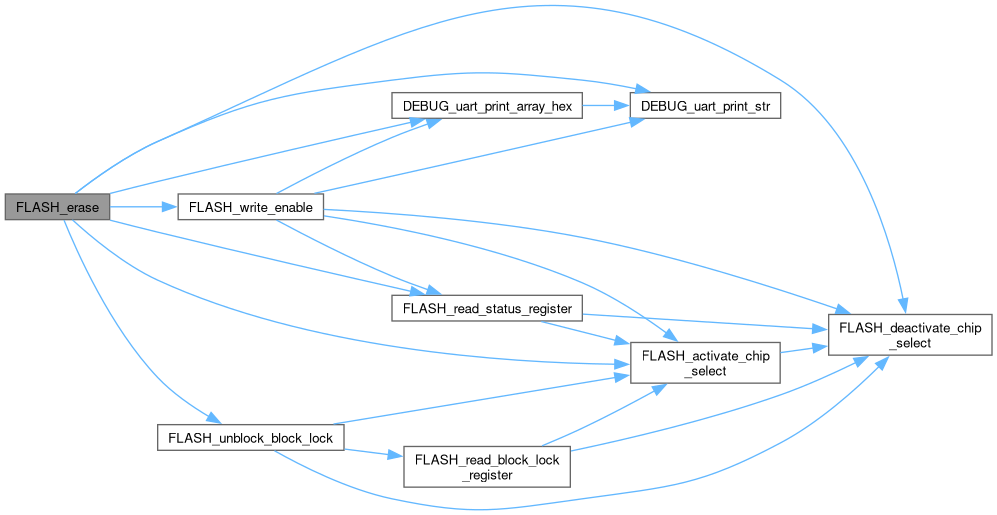 DEBUG_uart_print_array_hex
DEBUG_uart_print_str
FLASH_erase
FLASH_write_enable
FLASH_read_status_register
FLASH_deactivate_chip
_select
FLASH_activate_chip
_select
FLASH_unblock_block_lock
FLASH_read_block_lock
_register